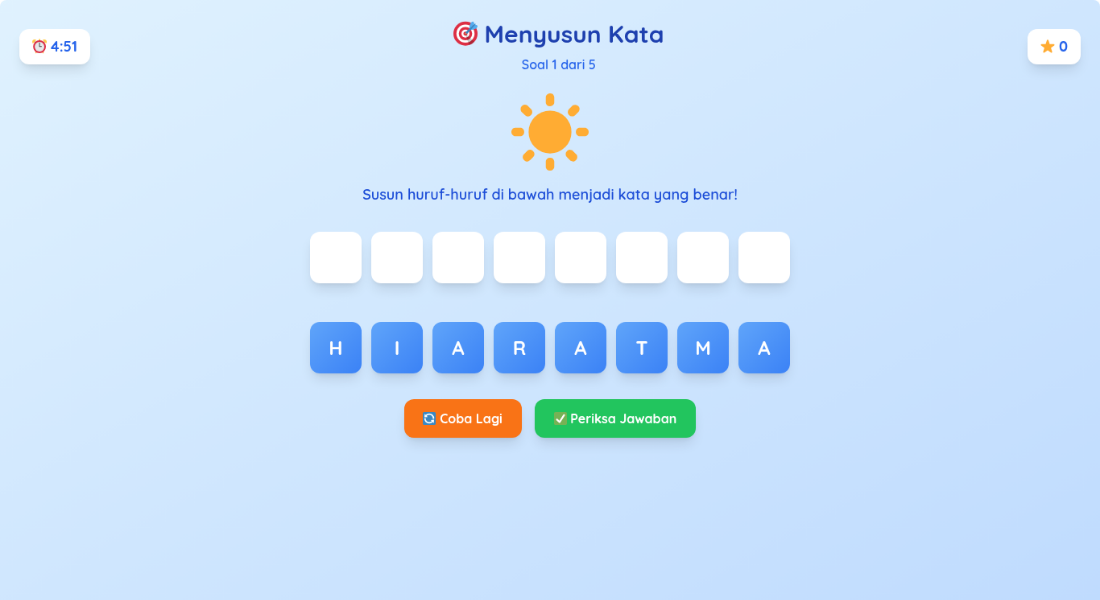 4:51
Menyusun Kata
0
Soal 1 dari 5
Susun huruf-huruf di bawah menjadi kata yang benar!
H I A R A T M A
Coba Lagi
Periksa Jawaban